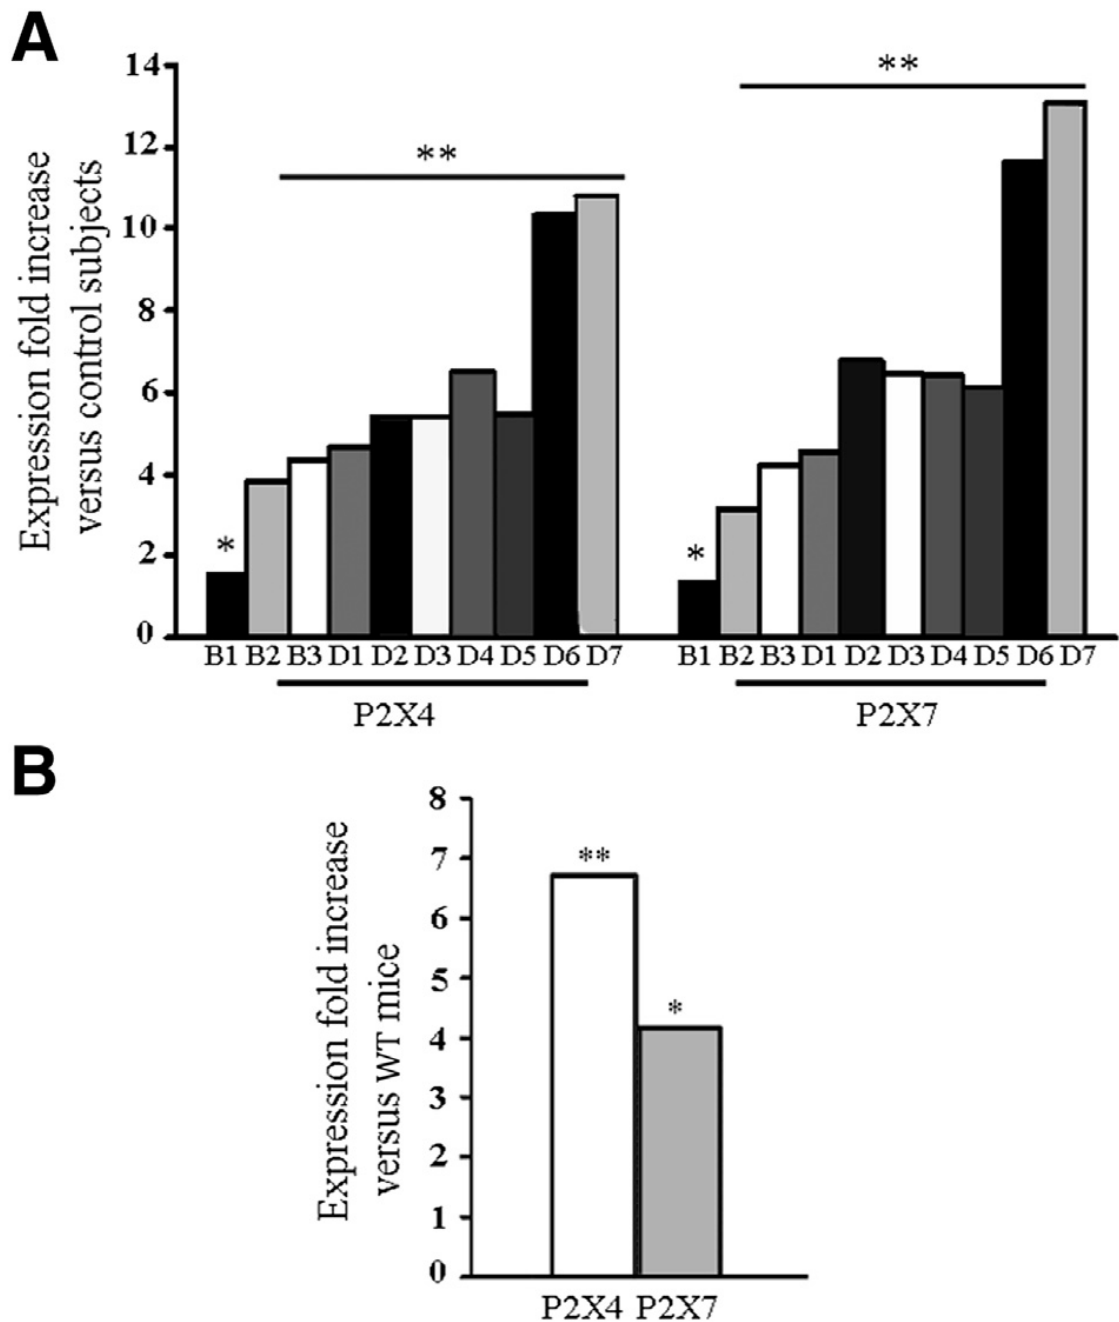 A
Expression fold increase
versus control subjects
14
12
10
8
6
4
2
0
**
**
*
*
B1 B2 B3 D1 D2 D3 D4 D5 D6 D7
B1 B2 B3 D1 D2 D3 D4 D5 D6 D7
P2X4
P2X7
B
Expression fold increase
versus WT mice
8
7
6
5
4
3
2
1
0
**
*
P2X4 P2X7